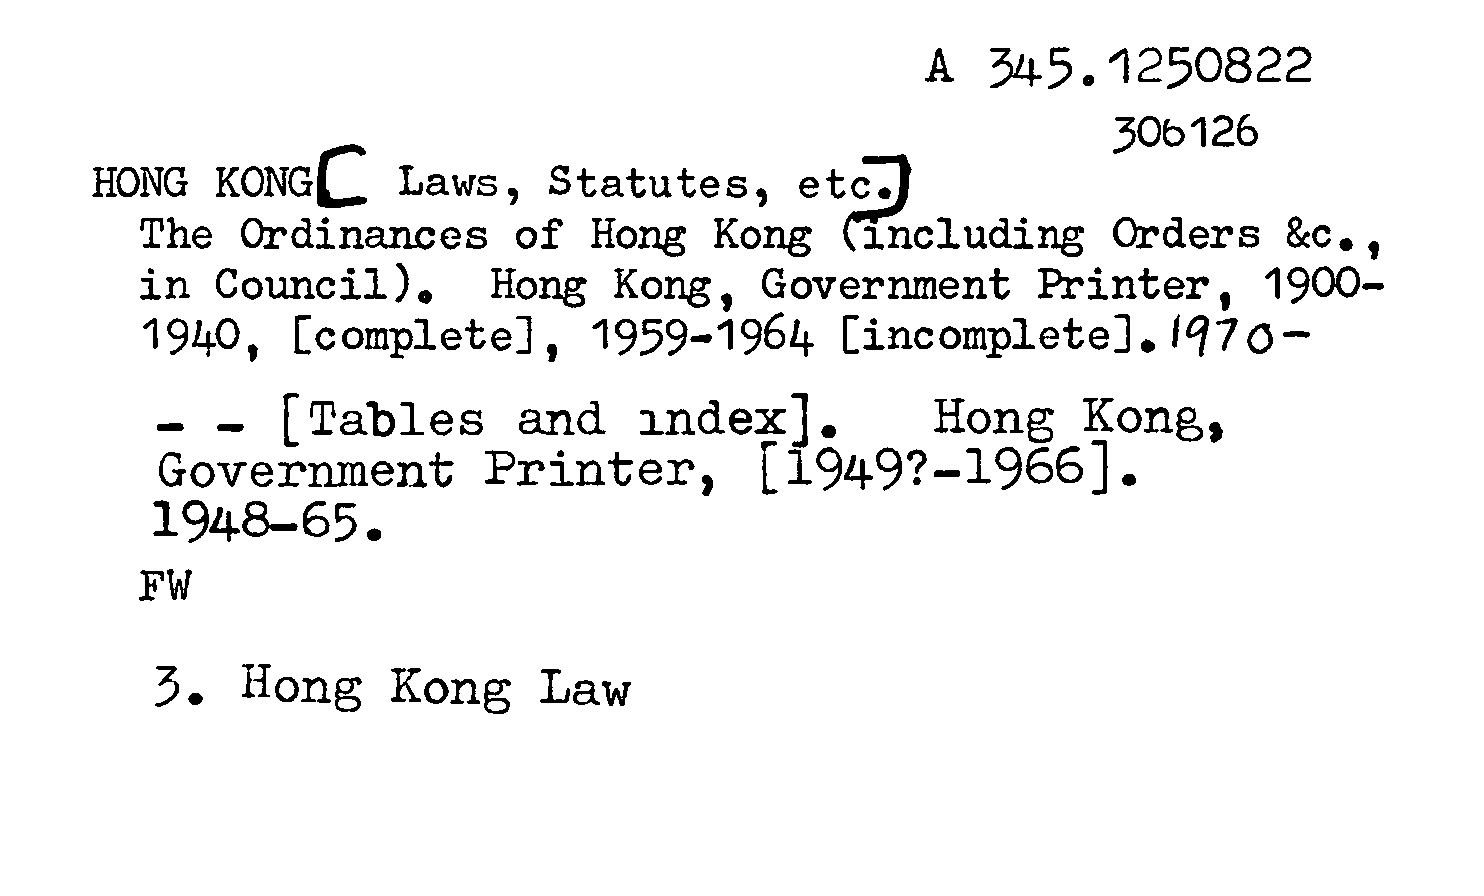 A 345.1250822
306126
HONG KONG[ Laws, Statutes, etc.]
The Ordinances of Hong Kong (including Orders &c.,
in Council). Hong Kong, Government Printer, 1900-
1940, [complete], 1959-1964 [incomplete]. 1970-
- - [Tables and index]. Hong Kong,
Government Printer, [1949?-1966].
1948-65.
FW
3. Hong Kong Law